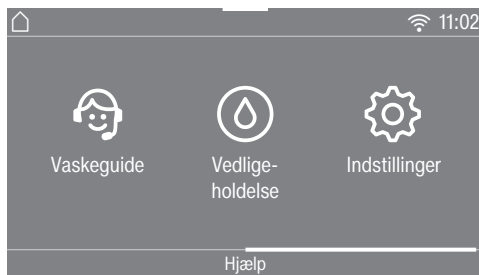 11:02
Vaskeguide
Vedlige-
holdelse
Indstillinger
Hjælp